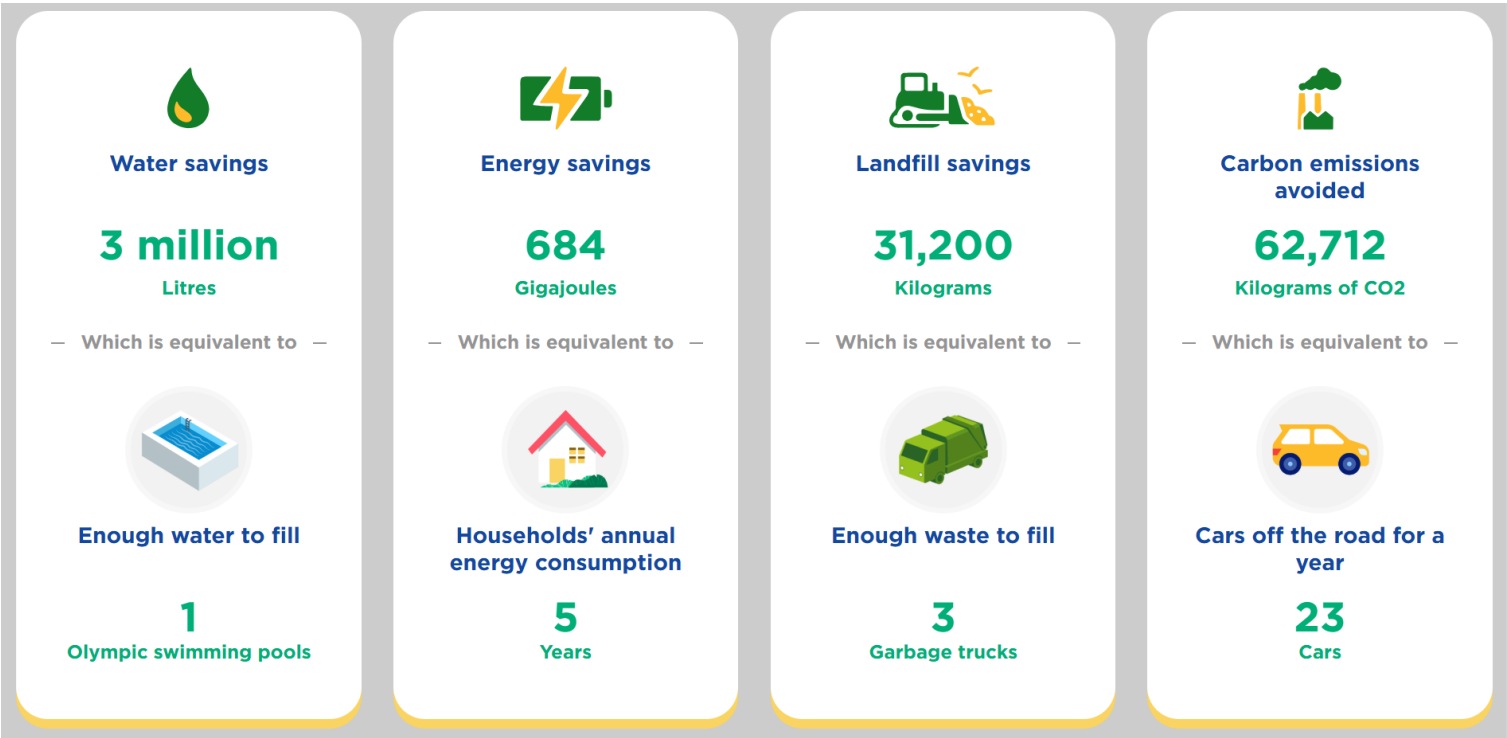 Water savings
3 million
Litres
Which is equivalent to
Enough water to fill
1
Olympic swimming pools
Energy savings
684
Gigajoules
Which is equivalent to
Households' annual
energy consumption
5
Years
Landfill savings
31,200
Kilograms
Which is equivalent to
Enough waste to fill
3
Garbage trucks
Carbon emissions
avoided
62,712
Kilograms of CO2
Which is equivalent to
Cars off the road for a
year
23
Cars